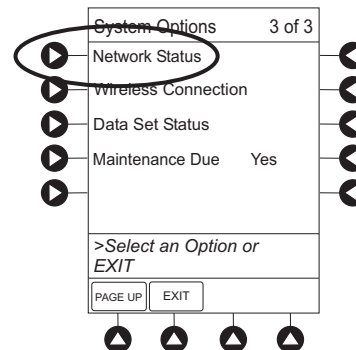 System Options 3 of 3
Network Status
Wireless Connection
Data Set Status
Maintenance Due Yes
>Select an Option or
EXIT
PAGE UP EXIT